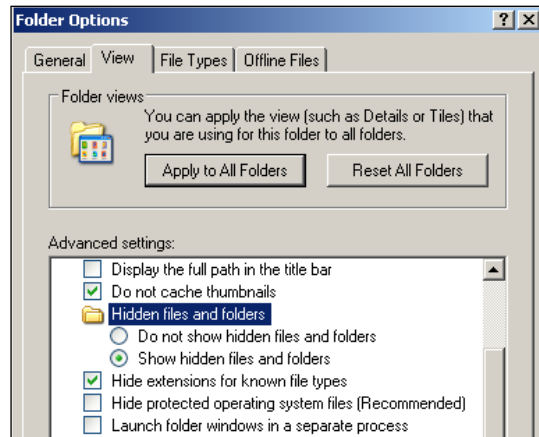 Folder Options
General View File Types Offline Files
Folder views
You can apply the view (such as Details or Tiles) that
you are using for this folder to all folders.
Apply to All Folders Reset All Folders
Advanced settings:
Display the full path in the title bar
Do not cache thumbnails
Hidden files and folders
Do not show hidden files and folders
Show hidden files and folders
Hide extensions for known file types
Hide protected operating system files (Recommended)
Launch folder windows in a separate process